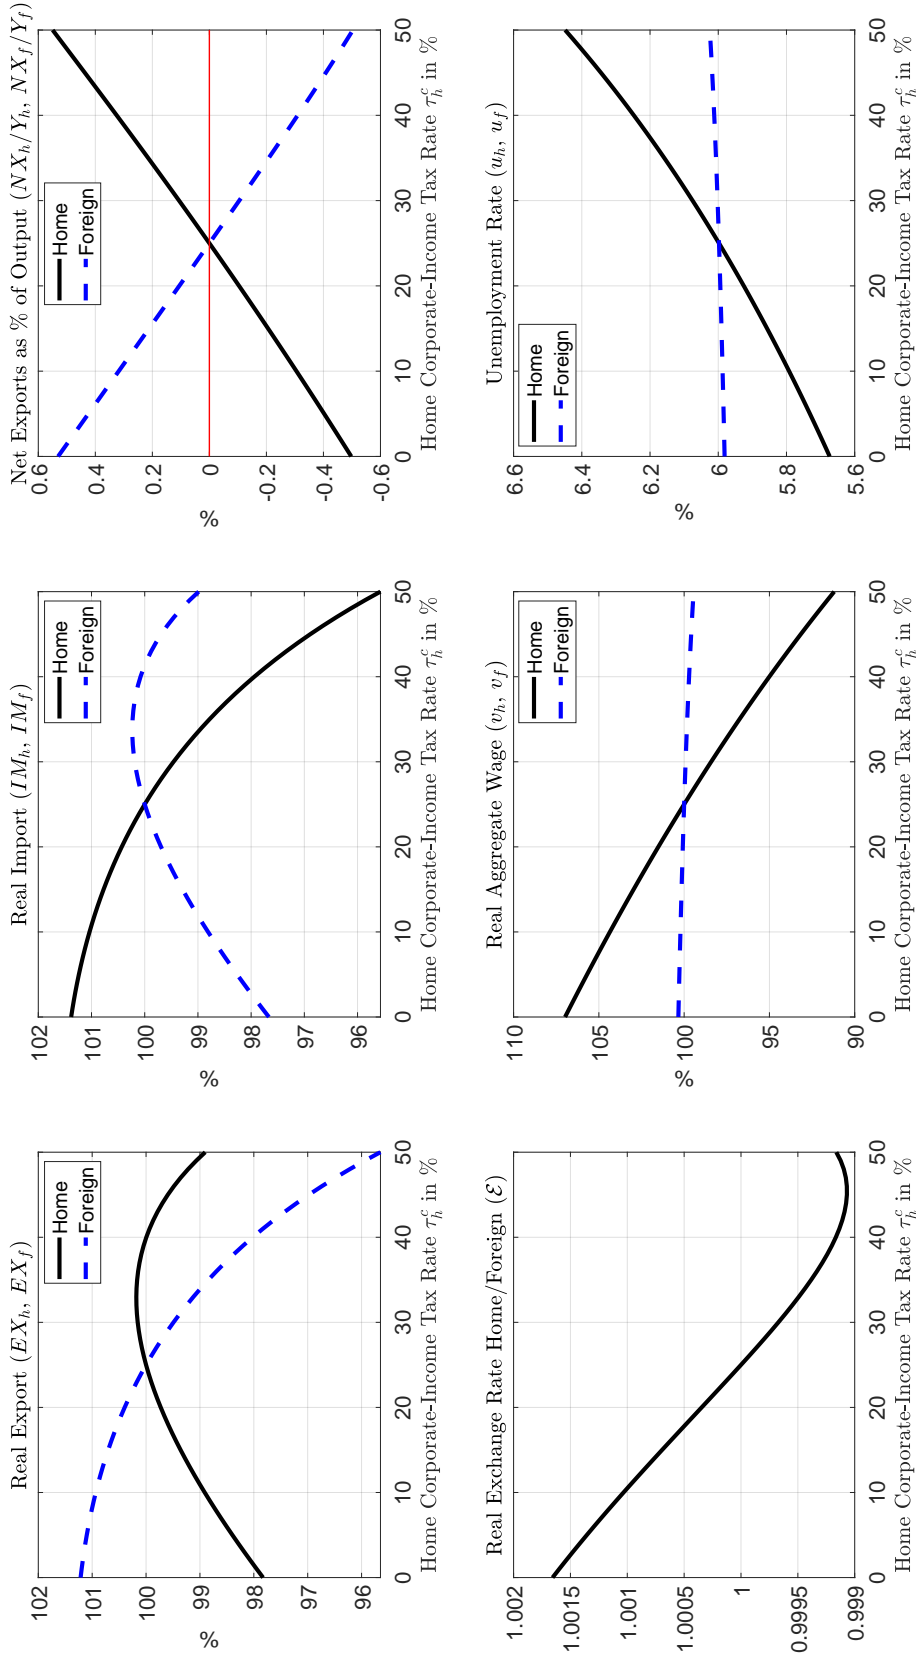 Real Export (EX_h, EX_f)
102
101
100
99
98
97
96
%
Home
Foreign
0 10 20 30 40 50
Home Corporate-Income Tax Rate τ_h^c in %
Real Import (IM_h, IM_f)
102
101
100
99
98
97
96
%
Home
Foreign
0 10 20 30 40 50
Home Corporate-Income Tax Rate τ_h^c in %
Net Exports as % of Output (NX_h/Y_h, NX_f/Y_f)
0.6
0.4
0.2
0
-0.2
-0.4
-0.6
%
Home
Foreign
0 10 20 30 40 50
Home Corporate-Income Tax Rate τ_h^c in %
Real Exchange Rate Home/Foreign (ℰ)
1.002
1.0015
1.001
1.0005
1
0.9995
0.999
0 10 20 30 40 50
Home Corporate-Income Tax Rate τ_h^c in %
Real Aggregate Wage (v_h, v_f)
110
105
100
95
90
%
Home
Foreign
0 10 20 30 40 50
Home Corporate-Income Tax Rate τ_h^c in %
Unemployment Rate (u_h, u_f)
6.6
6.4
6.2
6
5.8
5.6
%
Home
Foreign
0 10 20 30 40 50
Home Corporate-Income Tax Rate τ_h^c in %